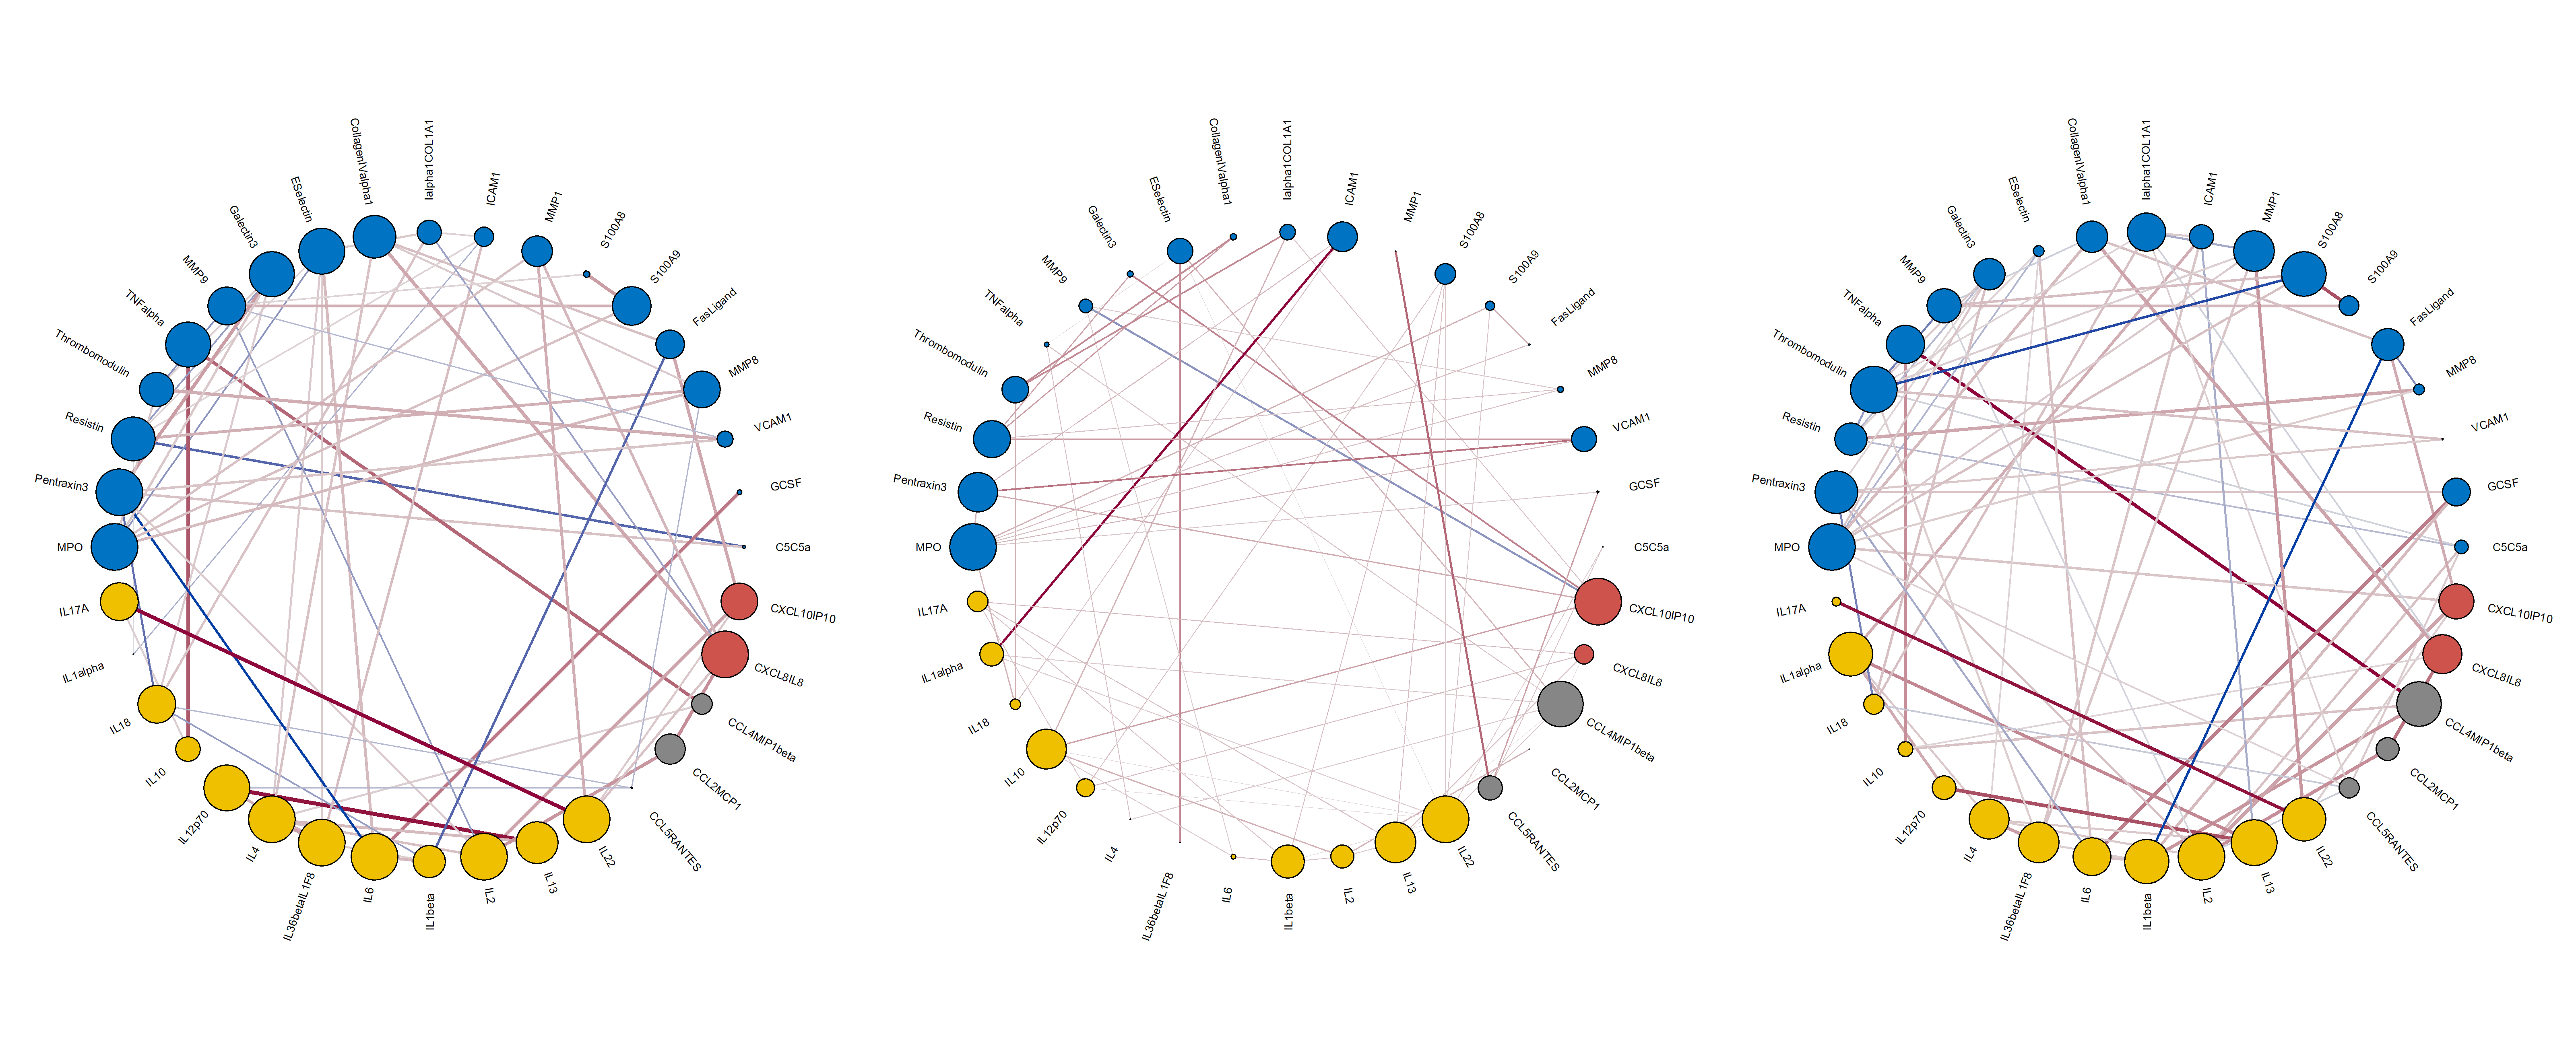 CollagenIValpha1
Ialpha1COL1A1
ICAM1
MMP1
S100A8
S100A9
FasLigand
MMP8
VCAM1
GCSF
C5C5a
CXCL10IP10
CXCL8IL8
CCL4MIP1beta
CCL2MCP1
CCL5RANTES
IL22
IL13
IL2
IL1beta
IL6
IL36betaIL1F8
IL4
IL12p70
IL10
IL18
IL1alpha
IL17A
MPO
Pentraxin3
Resistin
Thrombomodulin
TNFalpha
MMP9
Galectin3
ESelectin
CollagenIValpha1
Ialpha1COL1A1
ICAM1
MMP1
S100A8
S100A9
FasLigand
MMP8
VCAM1
GCSF
C5C5a
CXCL10IP10
CXCL8IL8
CCL4MIP1beta
CCL2MCP1
CCL5RANTES
IL22
IL13
IL2
IL1beta
IL6
IL36betaIL1F8
IL4
IL12p70
IL10
IL18
IL1alpha
IL17A
MPO
Pentraxin3
Resistin
Thrombomodulin
TNFalpha
MMP9
Galectin3
ESelectin
CollagenIValpha1
Ialpha1COL1A1
ICAM1
MMP1
S100A8
S100A9
FasLigand
MMP8
VCAM1
GCSF
C5C5a
CXCL10IP10
CXCL8IL8
CCL4MIP1beta
CCL2MCP1
CCL5RANTES
IL22
IL13
IL2
IL1beta
IL6
IL36betaIL1F8
IL4
IL12p70
IL10
IL18
IL1alpha
IL17A
MPO
Pentraxin3
Resistin
Thrombomodulin
TNFalpha
MMP9
Galectin3
ESelectin